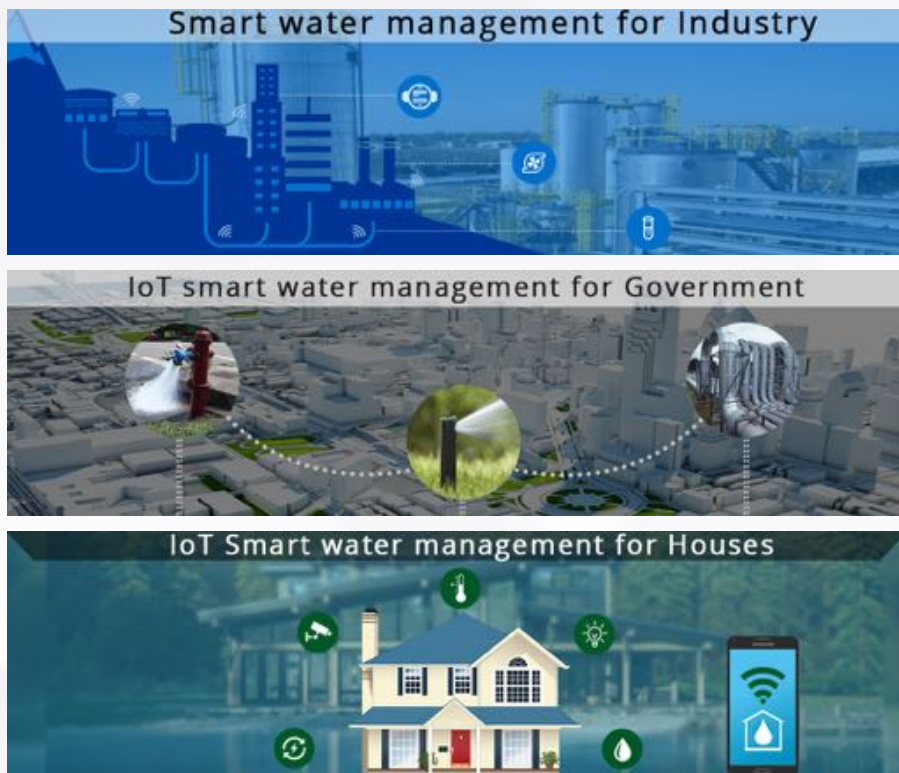 Smart water management for Industry
IoT smart water management for Government
IoT Smart water management for Houses